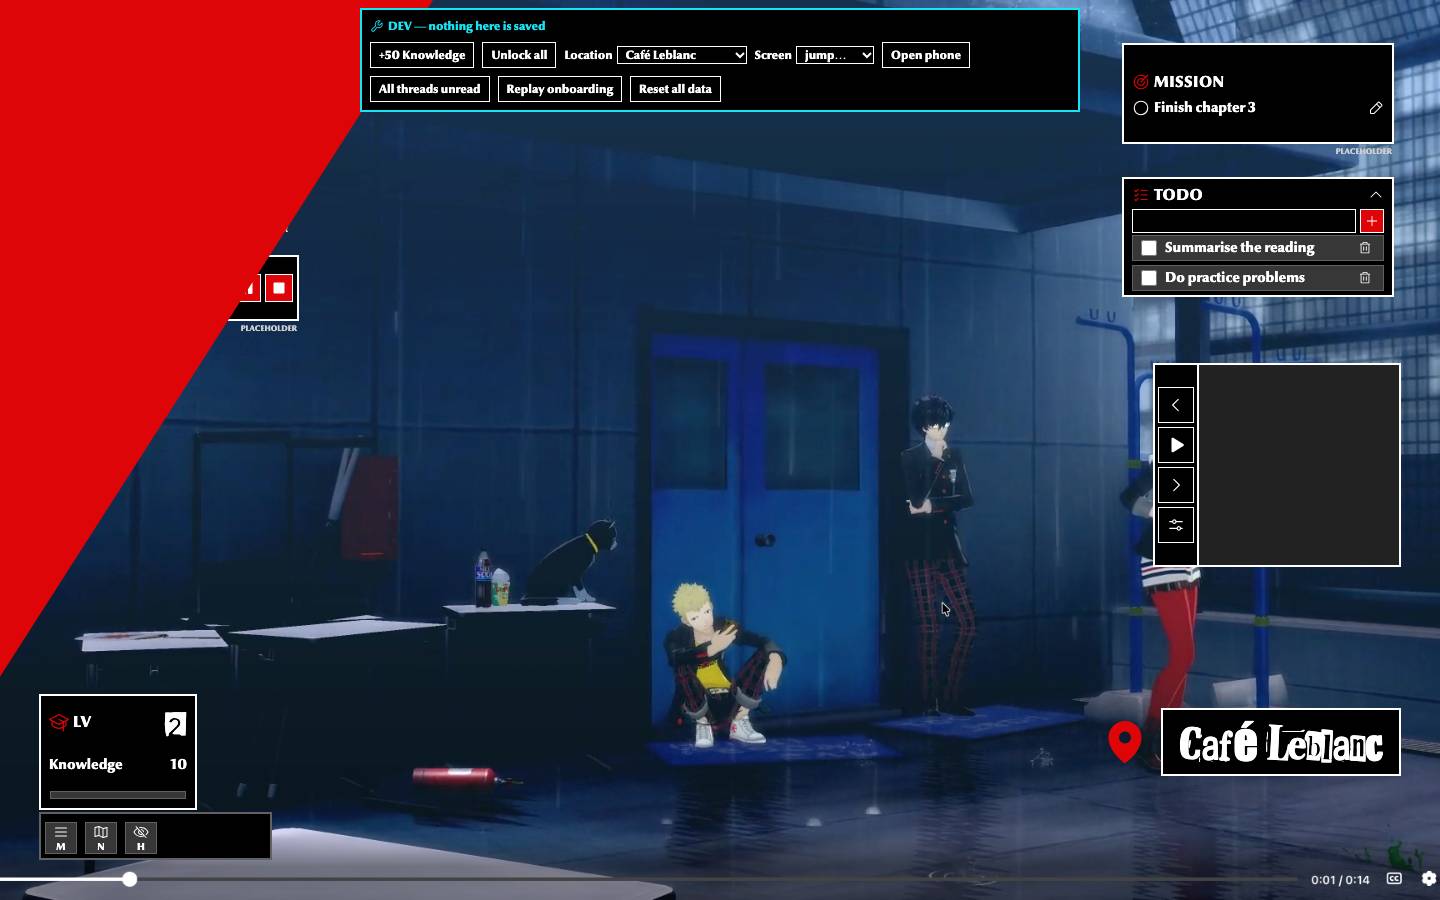 DEV — nothing here is saved
+50 Knowledge Unlock all Location Café Leblanc Screen jump... Open phone
All threads unread Replay onboarding Reset all data
MISSION
Finish chapter 3
PLACEHOLDER
TODO
Summarise the reading
Do practice problems
PLACEHOLDER
LV 2
Knowledge 10
M N H
Café Leblanc
0:01 / 0:14
CC